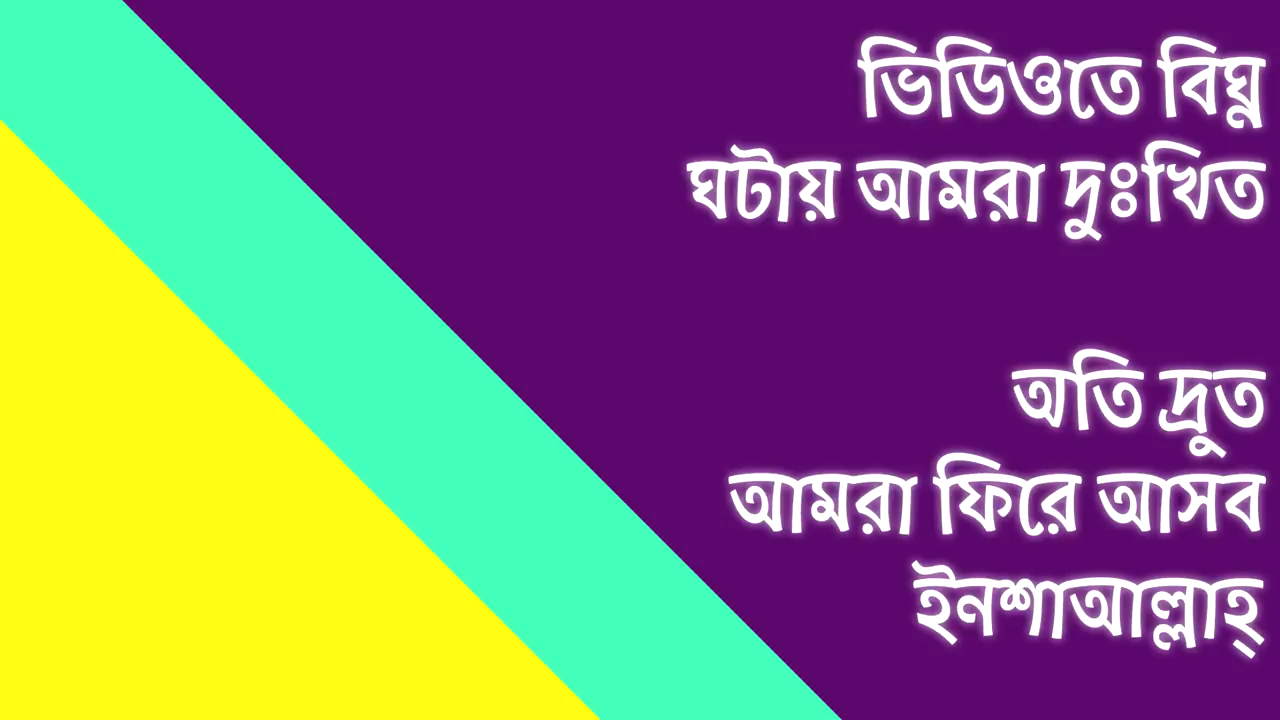 ভিডিওতে বিঘ্ন
ঘটায় আমরা দুঃখিত
অতি দ্রুত
আমরা ফিরে আসব
ইনশাআল্লাহ্